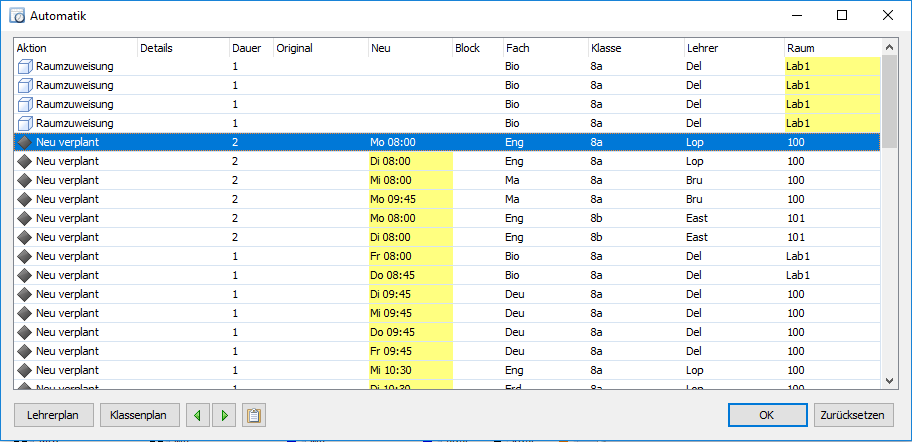 Automatik
Aktion Details Dauer Original Neu Block Fach Klasse Lehrer Raum
Raumzuweisung 1 Bio 8a Del Lab1
Raumzuweisung 1 Bio 8a Del Lab1
Raumzuweisung 1 Bio 8a Del Lab1
Raumzuweisung 1 Bio 8a Del Lab1
Neu verplant 2 Mo 08:00 Eng 8a Lop 100
Neu verplant 2 Di 08:00 Eng 8a Lop 100
Neu verplant 2 Mi 08:00 Ma 8a Bru 100
Neu verplant 2 Mo 09:45 Ma 8a Bru 100
Neu verplant 2 Mo 08:00 Eng 8b East 101
Neu verplant 2 Di 08:00 Eng 8b East 101
Neu verplant 1 Fr 08:00 Bio 8a Del Lab1
Neu verplant 1 Do 08:45 Bio 8a Del Lab1
Neu verplant 1 Di 09:45 Deu 8a Del 100
Neu verplant 1 Mi 09:45 Deu 8a Del 100
Neu verplant 1 Do 09:45 Deu 8a Del 100
Neu verplant 1 Fr 09:45 Deu 8a Del 100
Neu verplant 1 Mi 10:30 Eng 8a Del 100
Neu verplant 1 Di 10:30 Erd 8a Lop 100
Lehrerplan Klassenplan OK Zurücksetzen